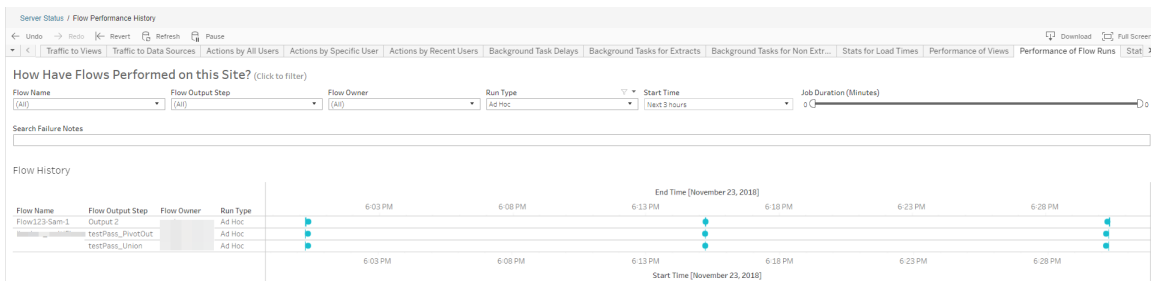 Server Status / Flow Performance History
Undo Redo Revert Refresh Pause Download Full Screen
Traffic to Views Traffic to Data Sources Actions by All Users Actions by Specific User Actions by Recent Users Background Task Delays Background Tasks for Extracts Background Tasks for Non Extr... Stats for Load Times Performance of Views Performance of Flow Runs Stat
How Have Flows Performed on this Site? (Click to filter)
Flow Name Flow Output Step Flow Owner Run Type Start Time Job Duration (Minutes)
(All) (All) (All) Ad Hoc Next 3 hours 0 0
Search Failure Notes
Flow History
End Time [November 23, 2018]
6:03 PM 6:08 PM 6:13 PM 6:18 PM 6:23 PM 6:28 PM
Flow Name Flow Output Step Flow Owner Run Type
Flow123-Sam-1 Output 2 Ad Hoc
testPass_PivotOut Ad Hoc
testPass_Union Ad Hoc
6:03 PM 6:08 PM 6:13 PM 6:18 PM 6:23 PM 6:28 PM
Start Time [November 23, 2018]